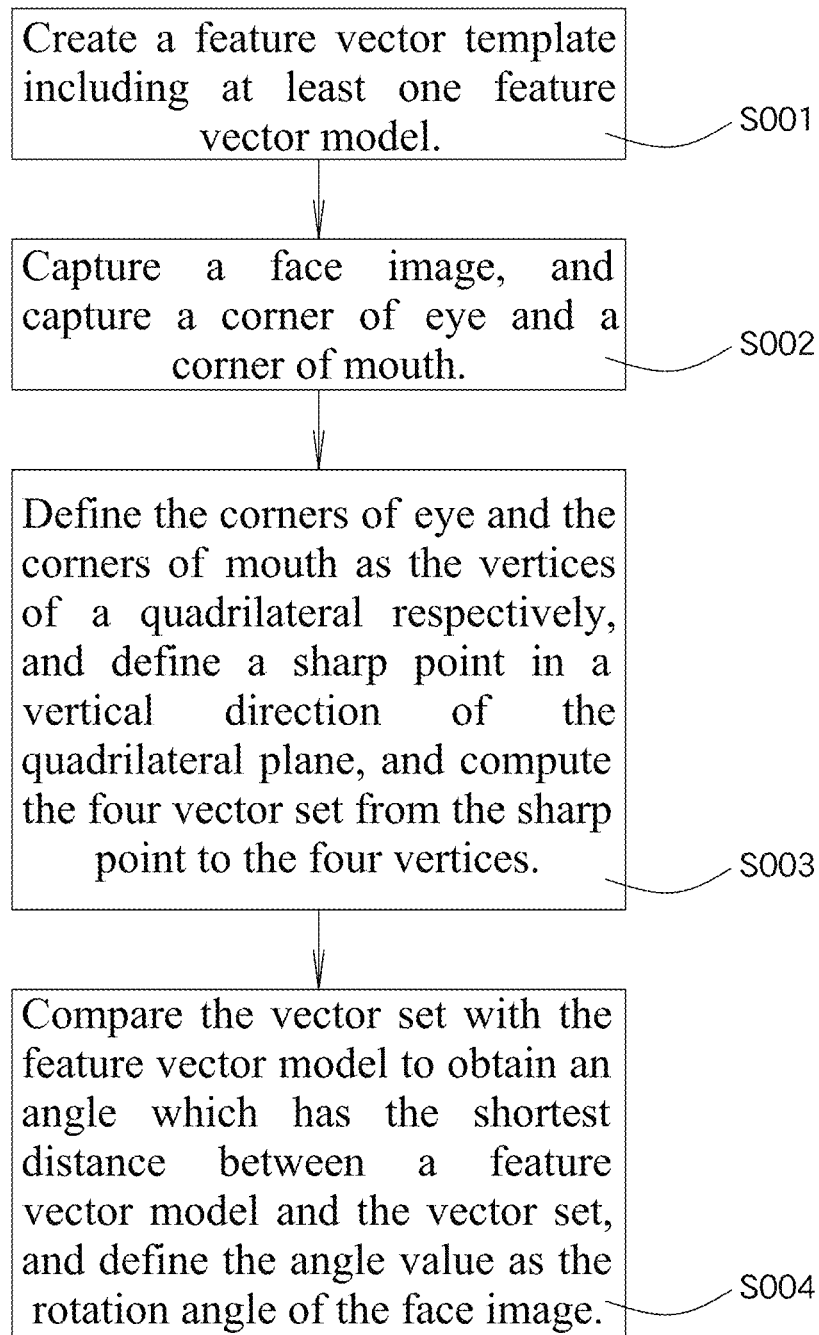 Create a feature vector template
including at least one feature
vector model.
S001
Capture a face image, and
capture a corner of eye and a
corner of mouth.
S002
Define the corners of eye and the
corners of mouth as the vertices
of a quadrilateral respectively,
and define a sharp point in a
vertical direction of the
quadrilateral plane, and compute
the four vector set from the sharp
point to the four vertices.
S003
Compare the vector set with the
feature vector model to obtain an
angle which has the shortest
distance between a feature
vector model and the vector set,
and define the angle value as the
rotation angle of the face image.
S004